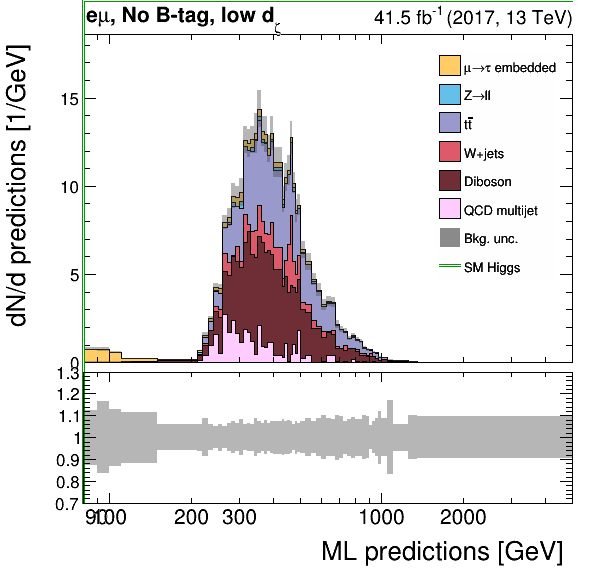 eμ, No B-tag, low dζ
41.5 fb⁻¹ (2017, 13 TeV)
dN/d predictions [1/GeV]
15
10
5
0
μ→τ embedded
Z→ll
tt̅
W+jets
Diboson
QCD multijet
Bkg. unc.
SM Higgs
1.3
1.2
1.1
1
0.9
0.8
0.7
90
100
200
300
1000
2000
ML predictions [GeV]